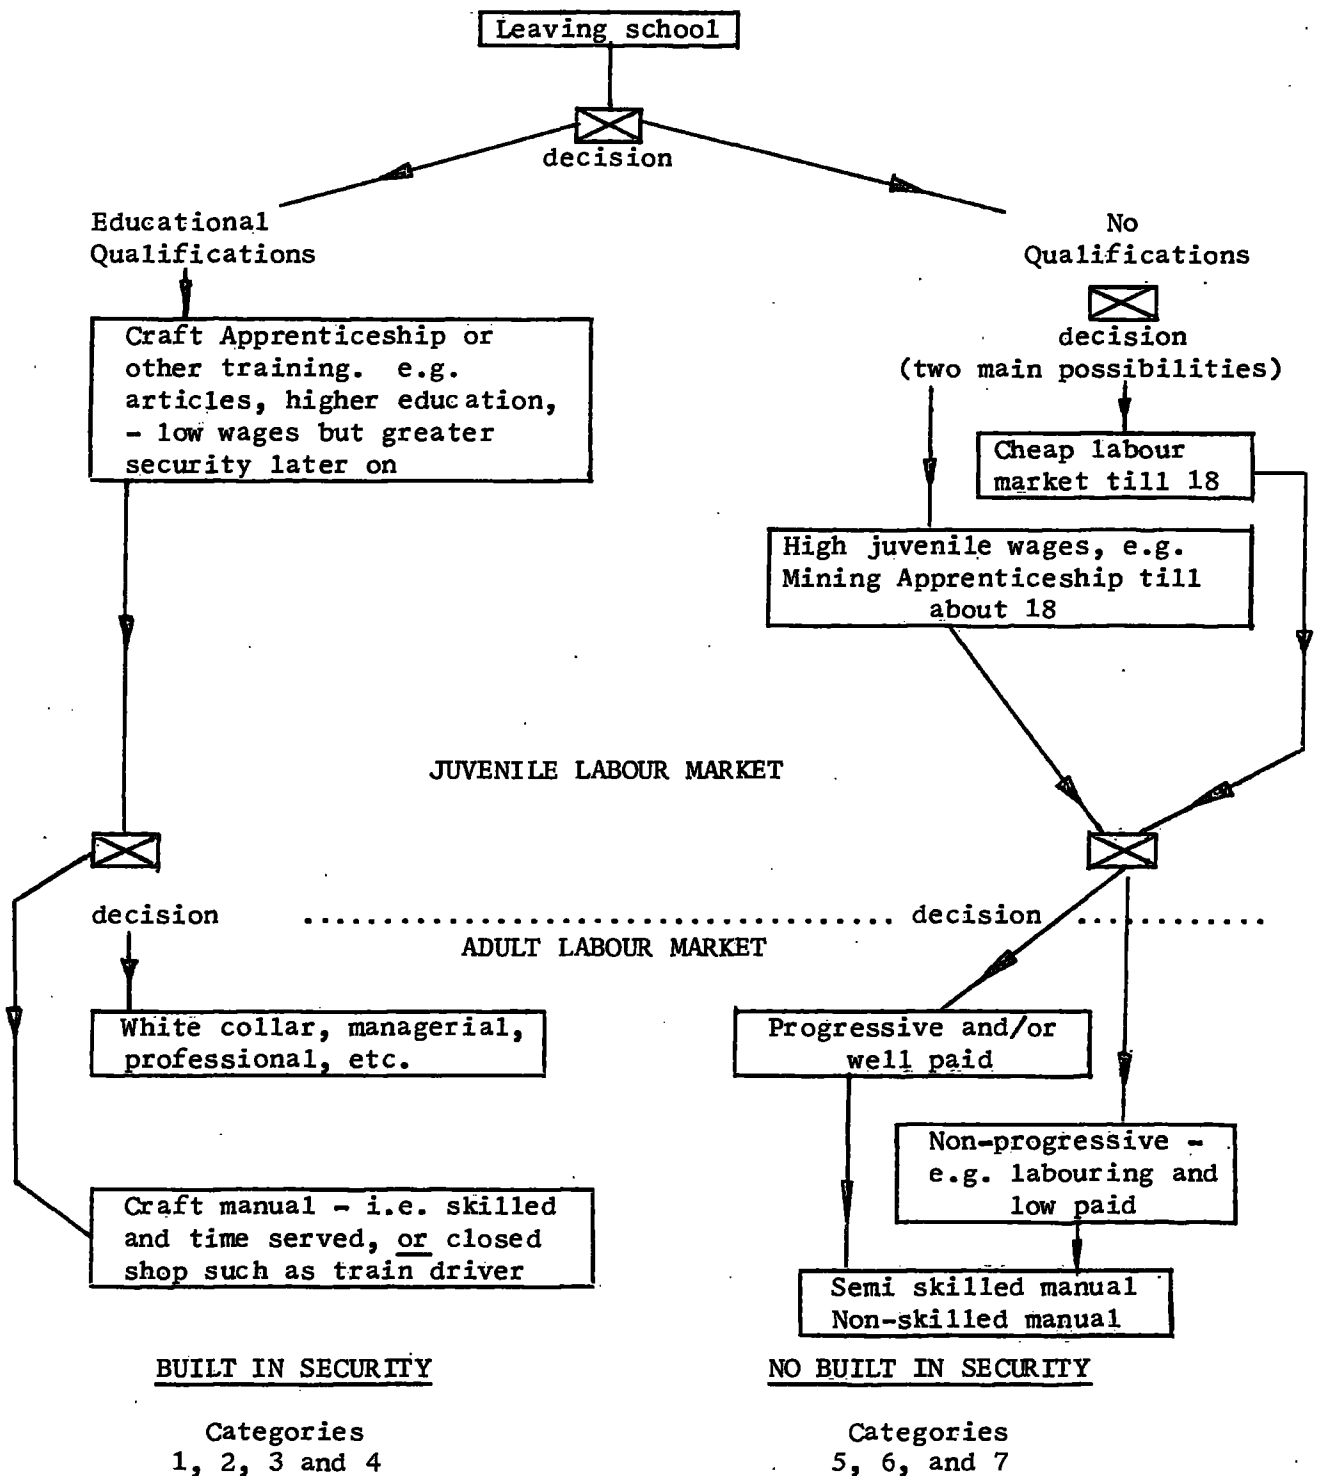 Leaving school
decision
Educational
Qualifications
No
Qualifications
decision
(two main possibilities)
Craft Apprenticeship or
other training. e.g.
articles, higher education,
- low wages but greater
security later on
Cheap labour
market till 18
High juvenile wages, e.g.
Mining Apprenticeship till
about 18
JUVENILE LABOUR MARKET
decision ..................................... decision ............
ADULT LABOUR MARKET
White collar, managerial,
professional, etc.
Progressive and/or
well paid
Non-progressive -
e.g. labouring and
low paid
Craft manual - i.e. skilled
and time served, or closed
shop such as train driver
Semi skilled manual
Non-skilled manual
BUILT IN SECURITY
Categories
1, 2, 3 and 4
NO BUILT IN SECURITY
Categories
5, 6, and 7